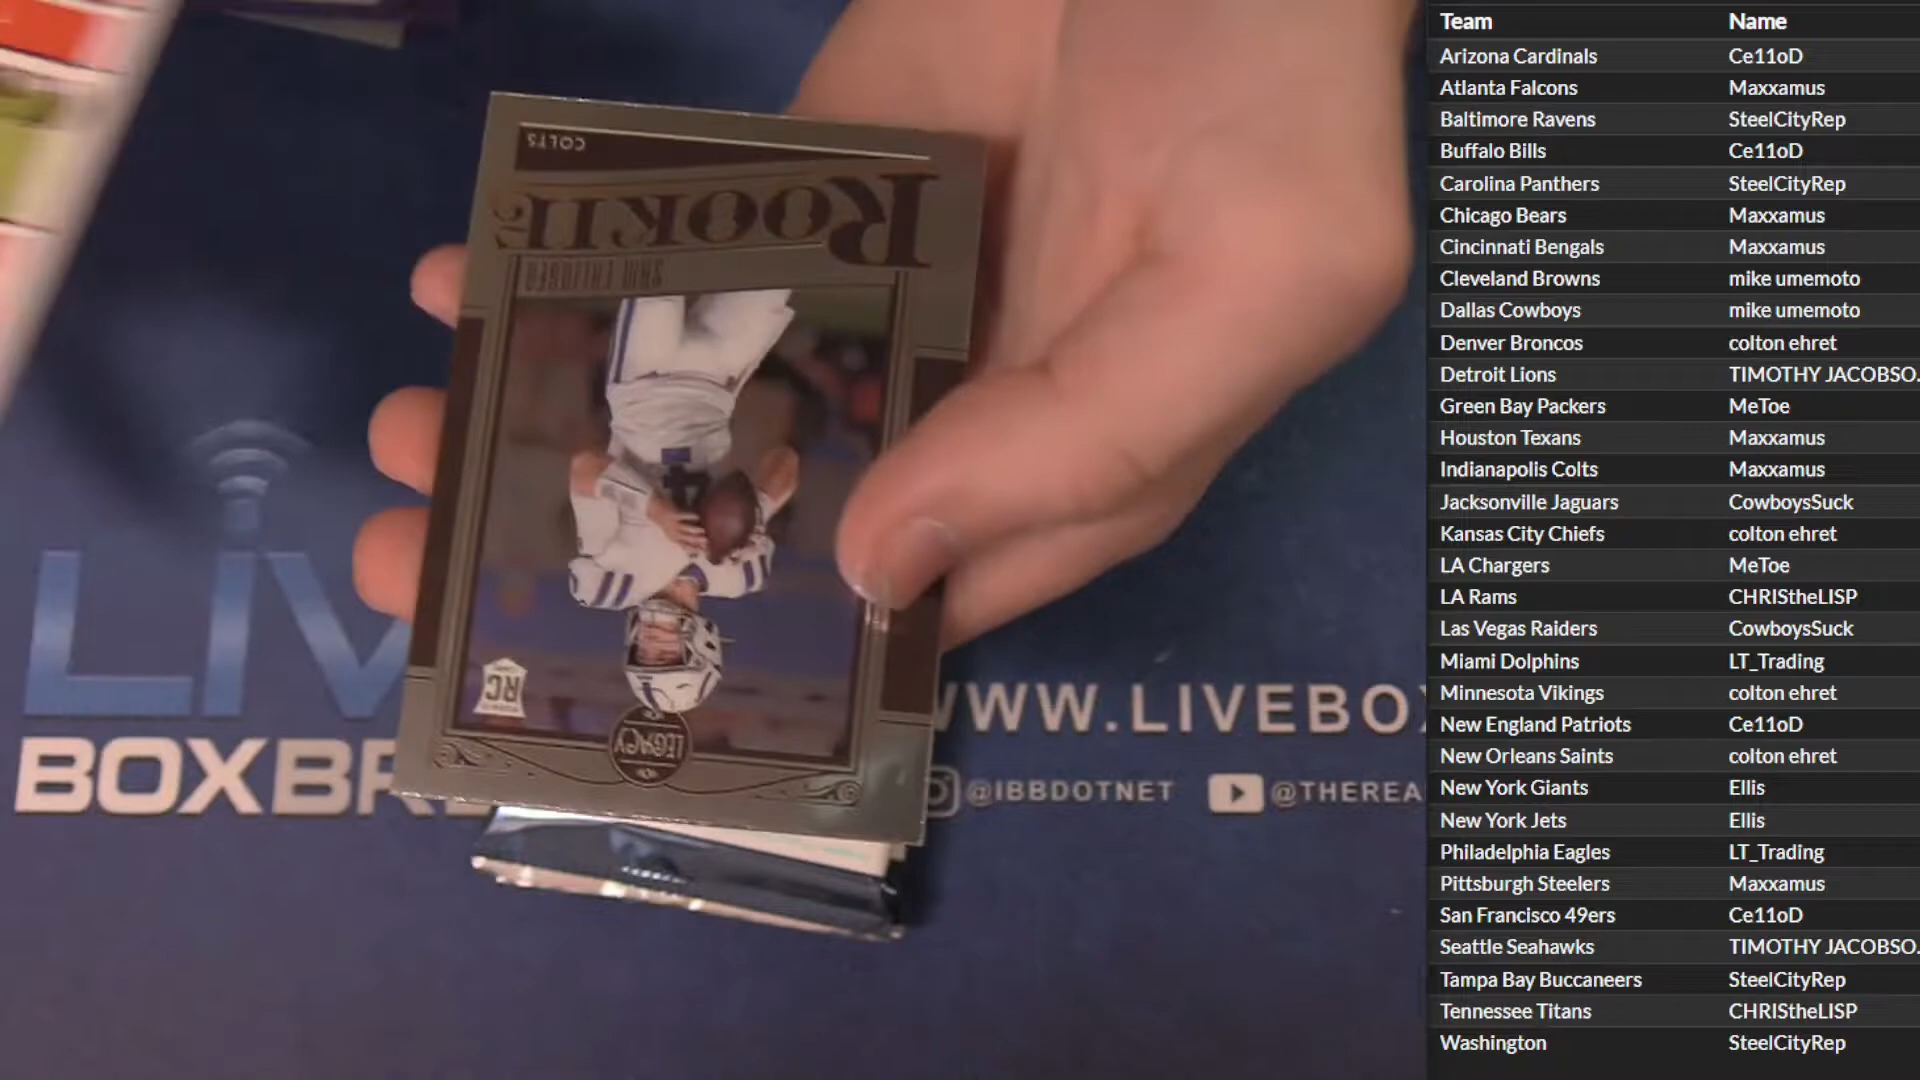 COLTS
ROOKIE
SAM EHLINGER
RC
LEGACY
LIV
BOXBR
WWW.LIVEBOX
@IBBDOTNET
@THEREA
Team Name
Arizona Cardinals Ce11oD
Atlanta Falcons Maxxamus
Baltimore Ravens SteelCityRep
Buffalo Bills Ce11oD
Carolina Panthers SteelCityRep
Chicago Bears Maxxamus
Cincinnati Bengals Maxxamus
Cleveland Browns mike umemoto
Dallas Cowboys mike umemoto
Denver Broncos colton ehret
Detroit Lions TIMOTHY JACOBSO.
Green Bay Packers MeToe
Houston Texans Maxxamus
Indianapolis Colts Maxxamus
Jacksonville Jaguars CowboysSuck
Kansas City Chiefs colton ehret
LA Chargers MeToe
LA Rams CHRIStheLISP
Las Vegas Raiders CowboysSuck
Miami Dolphins LT_Trading
Minnesota Vikings colton ehret
New England Patriots Ce11oD
New Orleans Saints colton ehret
New York Giants Ellis
New York Jets Ellis
Philadelphia Eagles LT_Trading
Pittsburgh Steelers Maxxamus
San Francisco 49ers Ce11oD
Seattle Seahawks TIMOTHY JACOBSO.
Tampa Bay Buccaneers SteelCityRep
Tennessee Titans CHRIStheLISP
Washington SteelCityRep